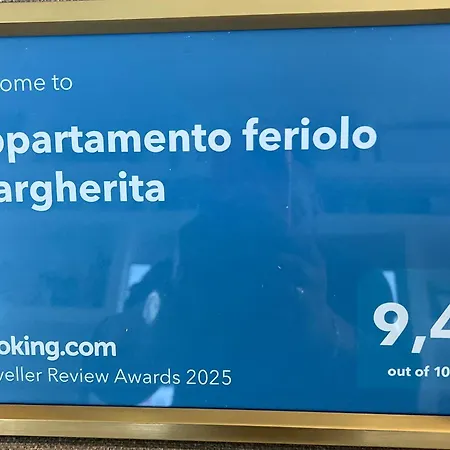 ome to
ppartamento feriolo
argherita
9,4
out of 10
oking.com
veller Review Awards 2025